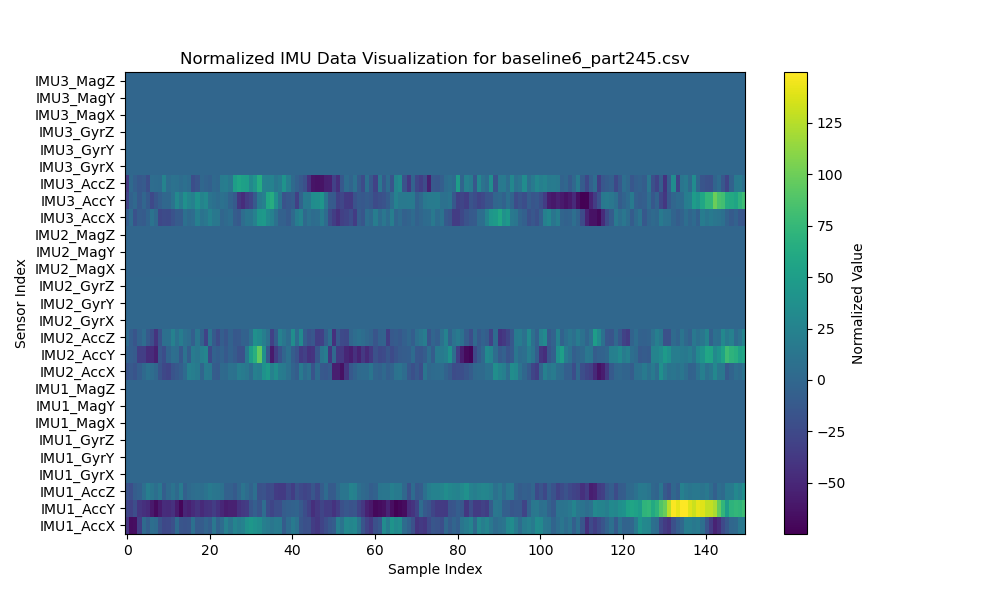 Normalized IMU Data Visualization for baseline6_part245.csv
IMU3_MagZ
IMU3_MagY
IMU3_MagX
IMU3_GyrZ
IMU3_GyrY
IMU3_GyrX
IMU3_AccZ
IMU3_AccY
IMU3_AccX
IMU2_MagZ
IMU2_MagY
IMU2_MagX
IMU2_GyrZ
IMU2_GyrY
IMU2_GyrX
IMU2_AccZ
IMU2_AccY
IMU2_AccX
IMU1_MagZ
IMU1_MagY
IMU1_MagX
IMU1_GyrZ
IMU1_GyrY
IMU1_GyrX
IMU1_AccZ
IMU1_AccY
IMU1_AccX
Sensor Index
0 20 40 60 80 100 120 140
Sample Index
125
100
75
50
25
0
−25
−50
Normalized Value